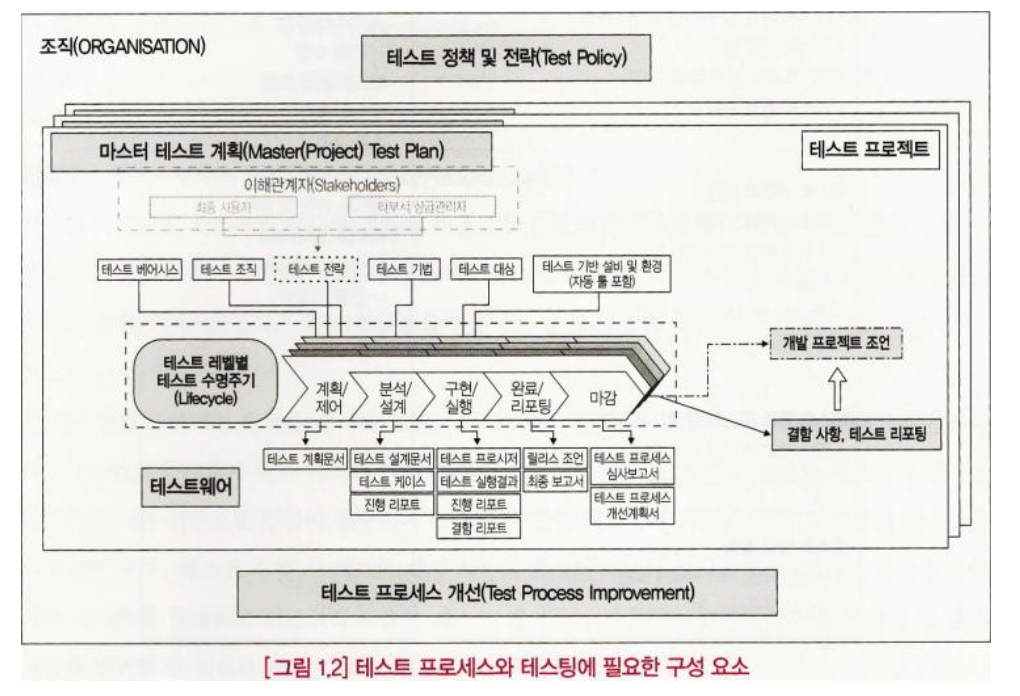 조직(ORGANISATION)
테스트 정책 및 전략(Test Policy)
마스터 테스트 계획(Master(Project) Test Plan)
테스트 프로젝트
이해관계자(Stakeholders)
최종 사용자
타부서 상급관리자
테스트 베어시스
테스트 조직
테스트 전략
테스트 기법
테스트 대상
테스트 기반 설비 및 환경
(자동 툴 포함)
테스트 레벨별
테스트 수명주기
(Lifecycle)
계획/
제어
분석/
설계
구현/
실행
완료/
리포팅
마감
개발 프로젝트 조언
결함 사항, 테스트 리포팅
테스트웨어
테스트 계획문서
테스트 설계문서
테스트 케이스
진행 리포트
테스트 프로시저
테스트 실행결과
진행 리포트
결함 리포트
릴리스 조언
최종 보고서
테스트 프로세스
심사보고서
테스트 프로세스
개선계획서
테스트 프로세스 개선(Test Process Improvement)
[그림 1.2] 테스트 프로세스와 테스팅에 필요한 구성 요소